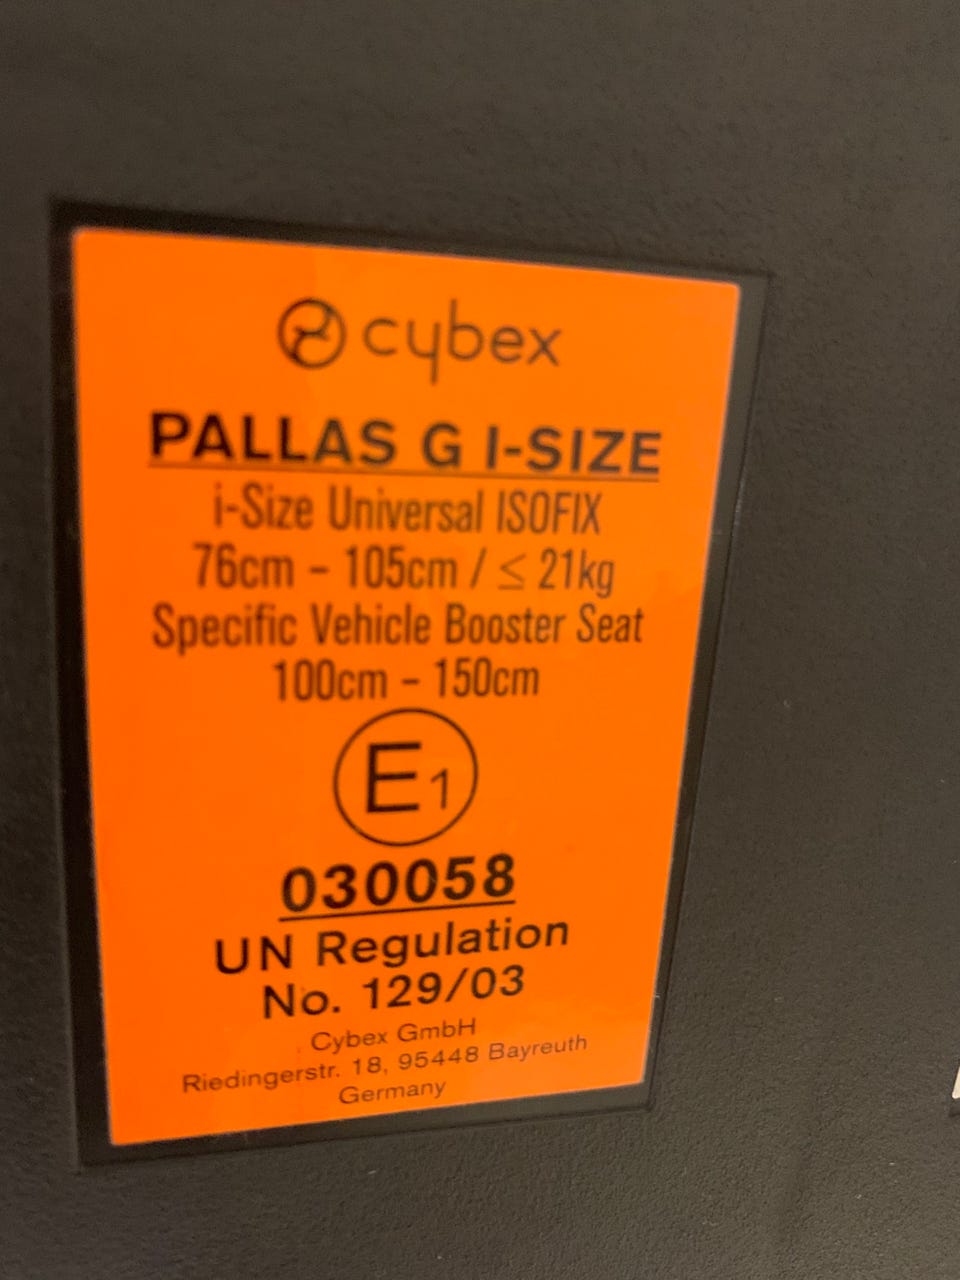 cybex
PALLAS G I-SIZE
i-Size Universal ISOFIX
76cm – 105cm / ≤ 21kg
Specific Vehicle Booster Seat
100cm – 150cm
E1
030058
UN Regulation
No. 129/03
Cybex GmbH
Riedingerstr. 18, 95448 Bayreuth
Germany